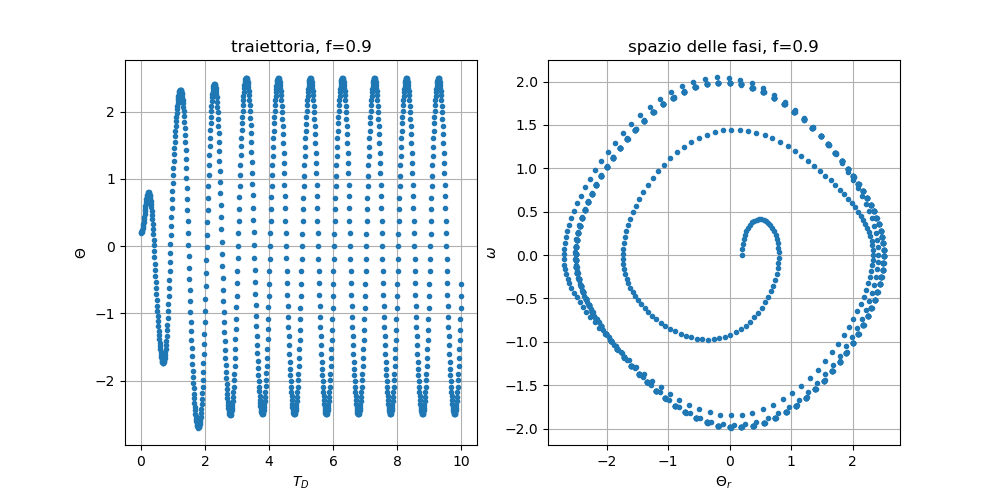 traiettoria, f=0.9
Θ
2
1
0
−1
−2
0 2 4 6 8 10
T_D
spazio delle fasi, f=0.9
ω
2.0
1.5
1.0
0.5
0.0
−0.5
−1.0
−1.5
−2.0
−2 −1 0 1 2
Θ_r